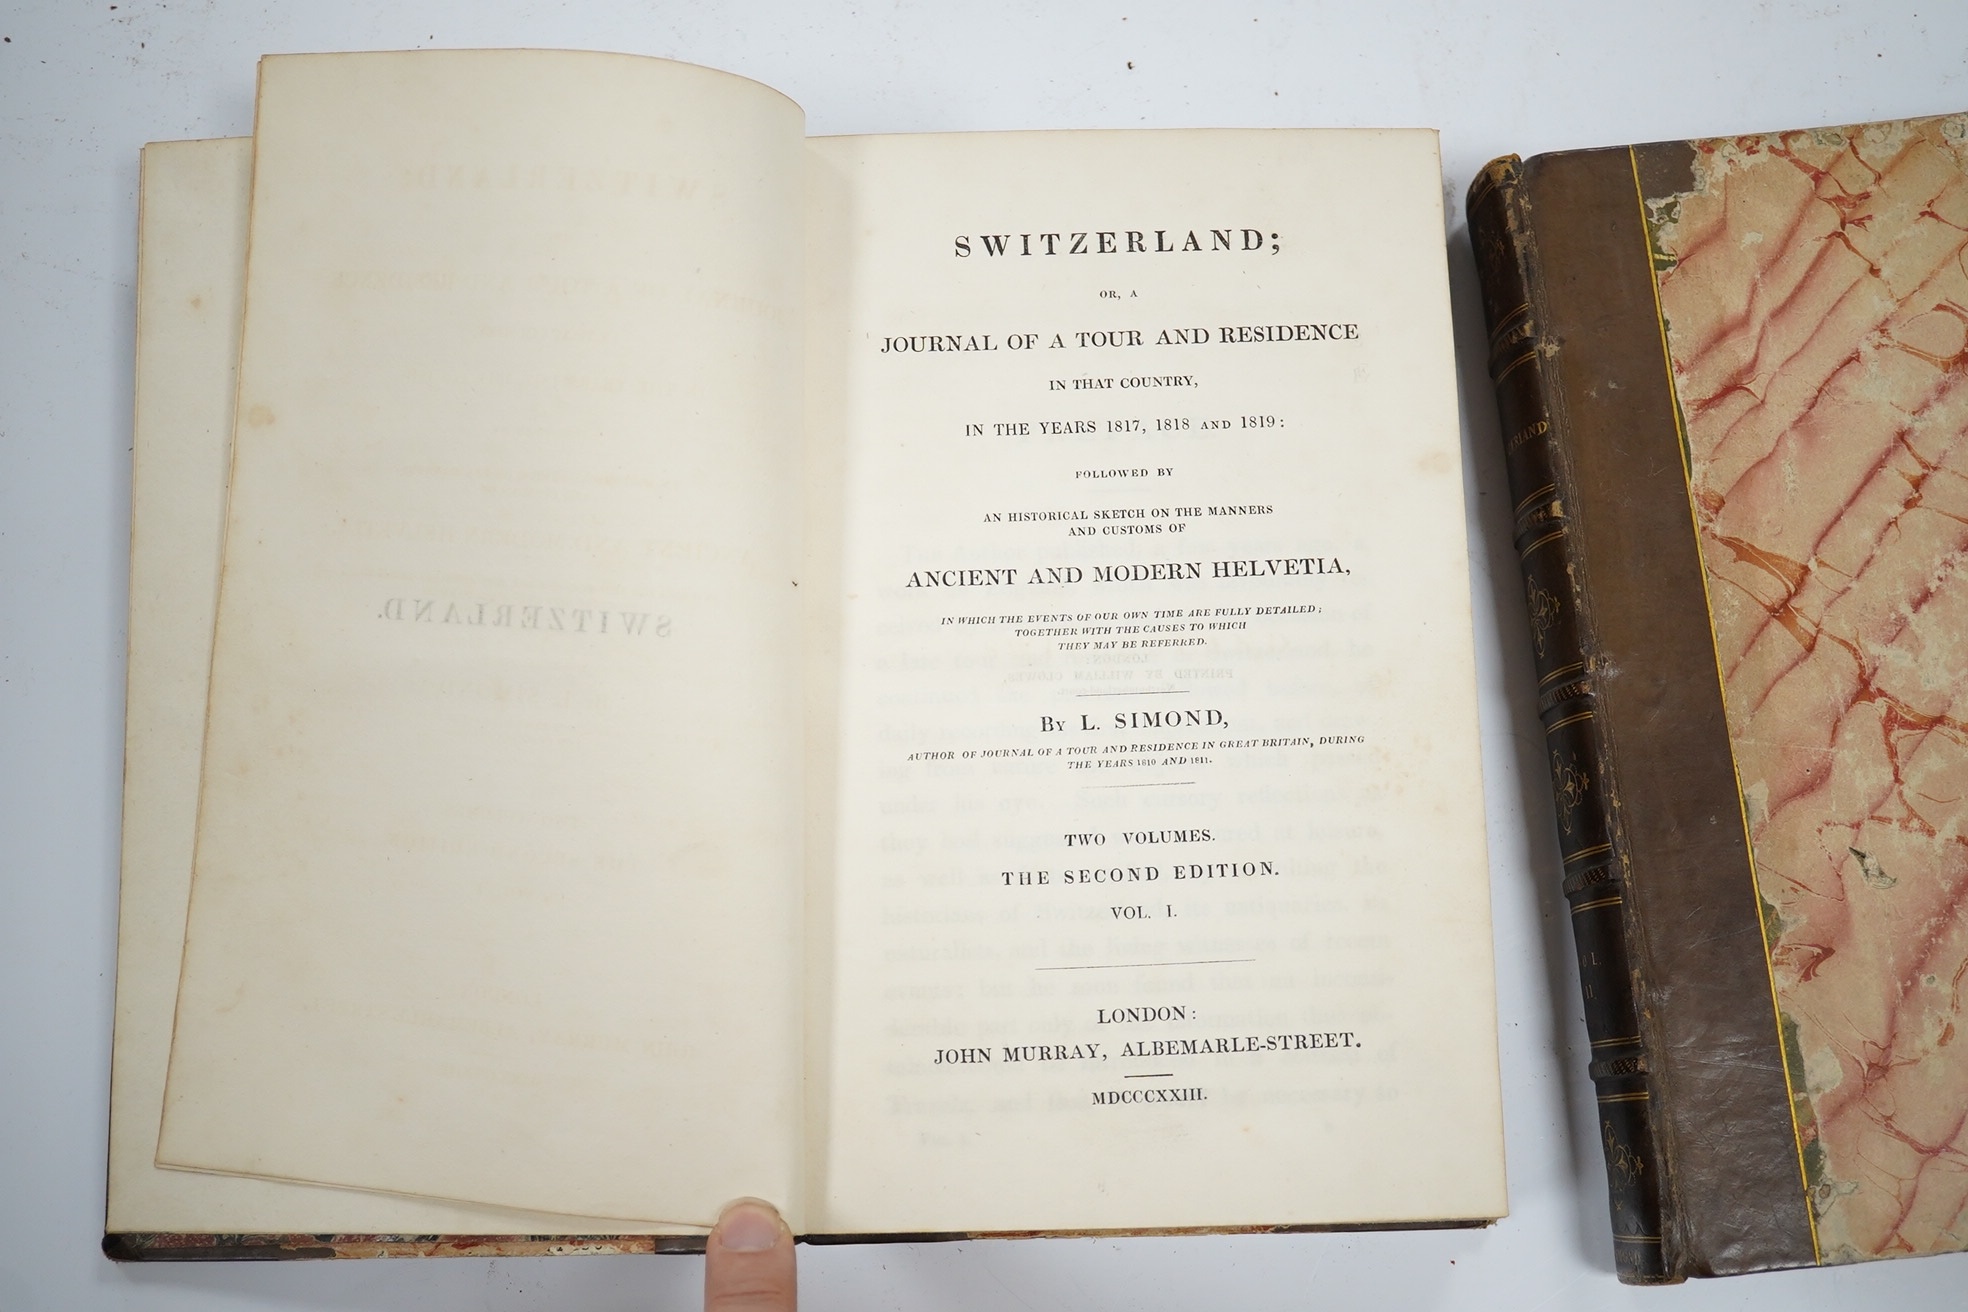 SWITZERLAND;
OR, A
JOURNAL OF A TOUR AND RESIDENCE
IN THAT COUNTRY,
IN THE YEARS 1817, 1818 AND 1819:
FOLLOWED BY
AN HISTORICAL SKETCH ON THE MANNERS
AND CUSTOMS OF
ANCIENT AND MODERN HELVETIA,
IN WHICH THE EVENTS OF OUR OWN TIME ARE FULLY DETAILED;
TOGETHER WITH THE CAUSES TO WHICH
THEY MAY BE REFERRED.
BY L. SIMOND,
AUTHOR OF JOURNAL OF A TOUR AND RESIDENCE IN GREAT BRITAIN, DURING
THE YEARS 1810 AND 1811.
TWO VOLUMES.
THE SECOND EDITION.
VOL. I.
LONDON:
JOHN MURRAY, ALBEMARLE-STREET.
MDCCCXXIII.
SWITZERLAND.